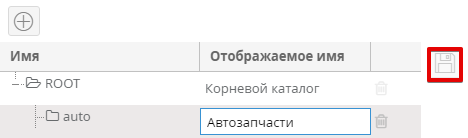 Имя Отображаемое имя
ROOT Корневой каталог
auto Автозапчасти